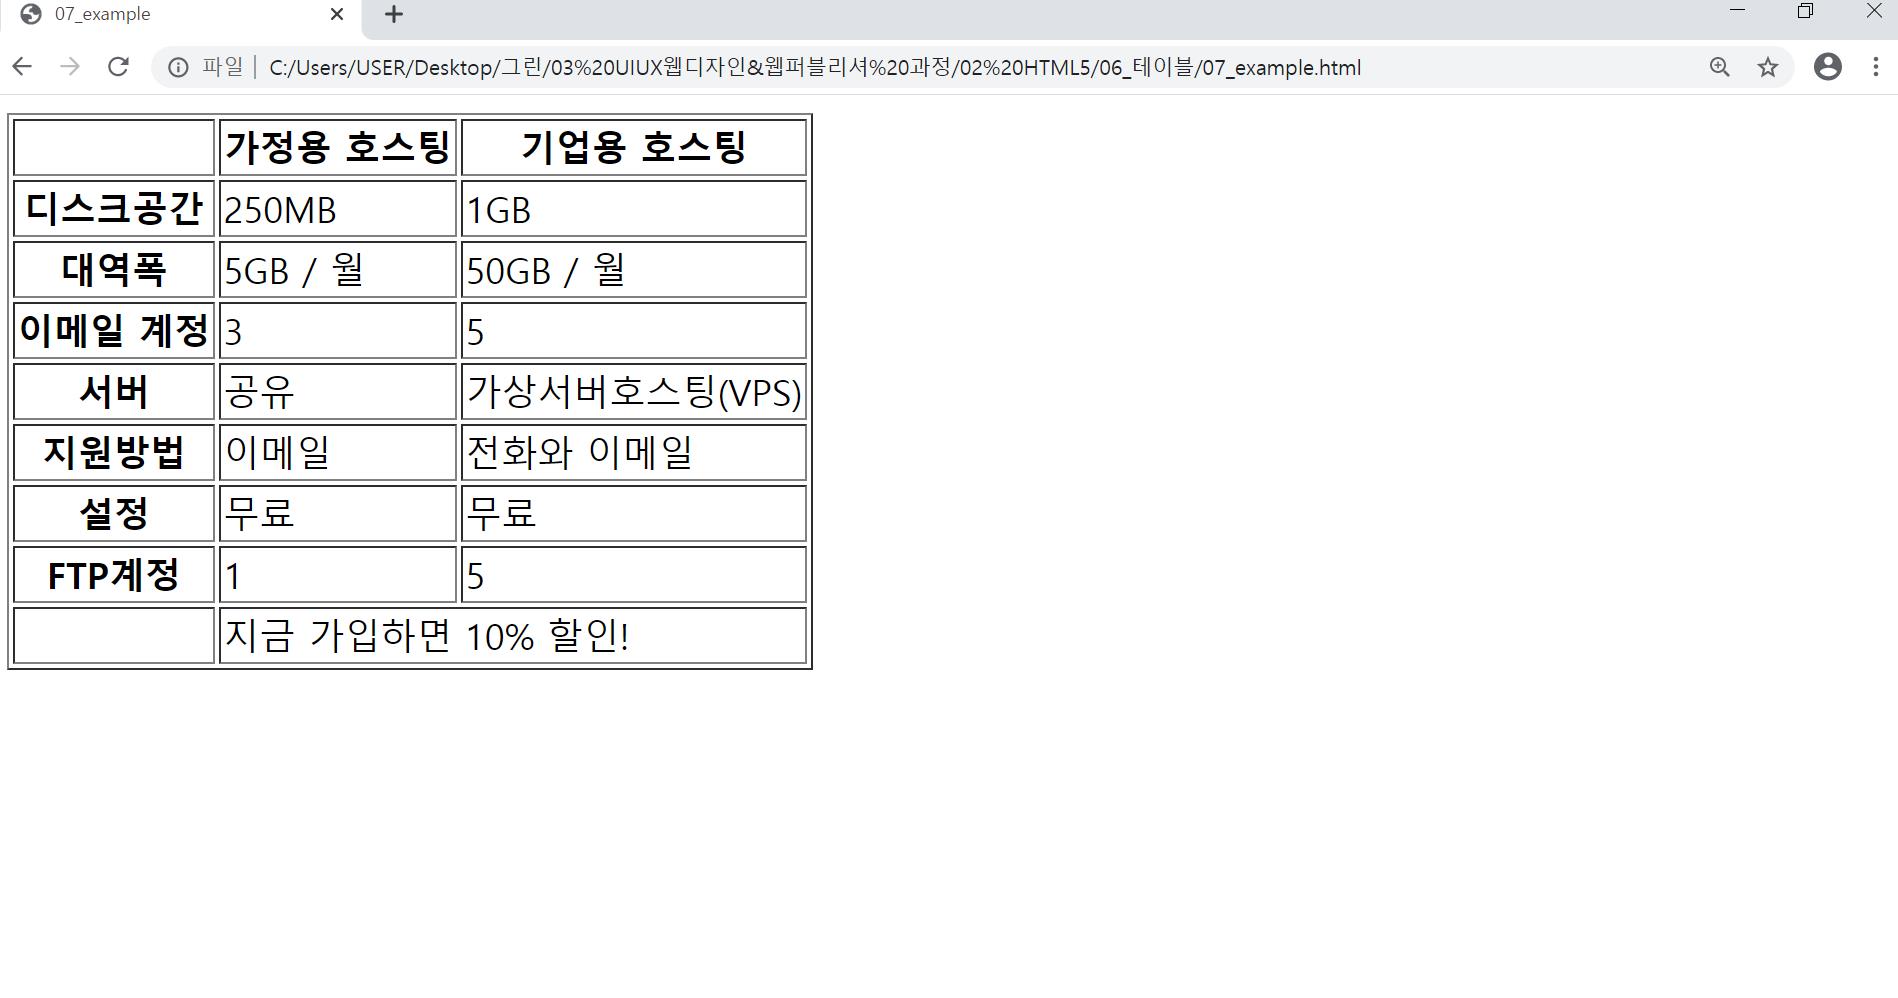 07_example
파일 C:/Users/USER/Desktop/그린/03%20UIUX웹디자인&웹퍼블리셔%20과정/02%20HTML5/06_테이블/07_example.html
가정용 호스팅 기업용 호스팅
디스크공간 250MB 1GB
대역폭 5GB / 월 50GB / 월
이메일 계정 3 5
서버 공유 가상서버호스팅(VPS)
지원방법 이메일 전화와 이메일
설정 무료 무료
FTP계정 1 5
지금 가입하면 10% 할인!